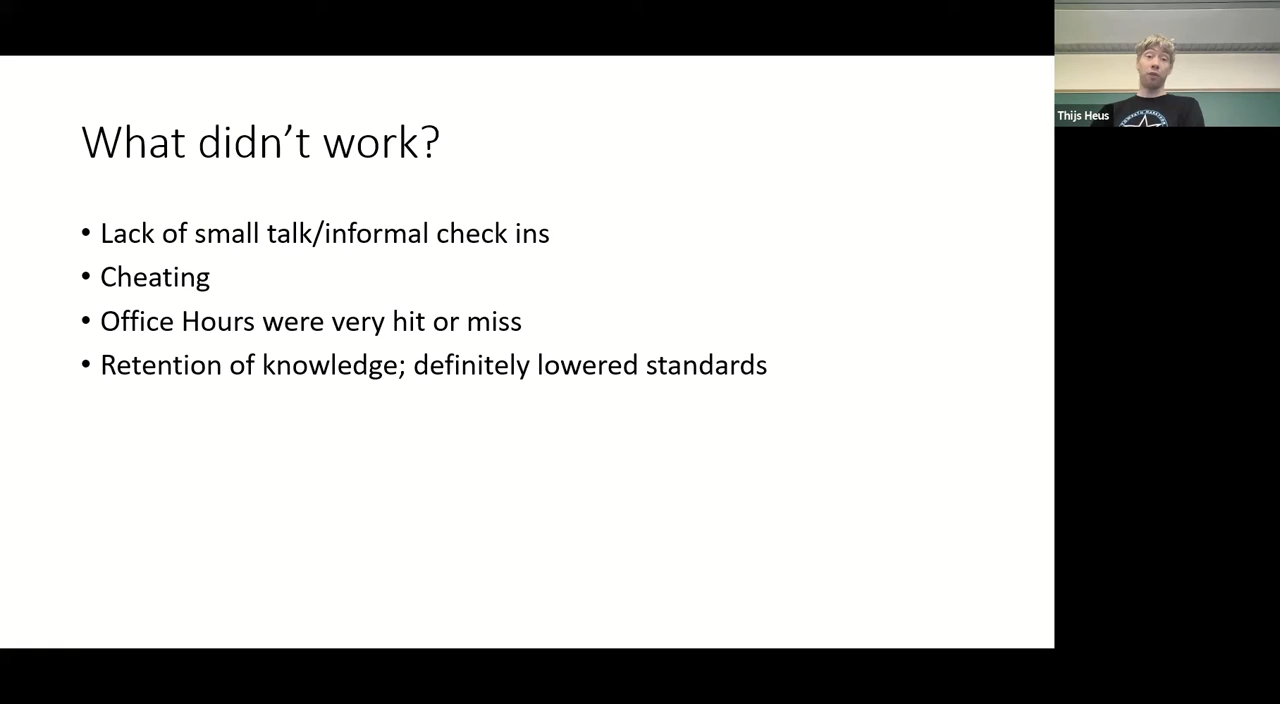 What didn’t work?
• Lack of small talk/informal check ins
• Cheating
• Office Hours were very hit or miss
• Retention of knowledge; definitely lowered standards
Thijs Heus